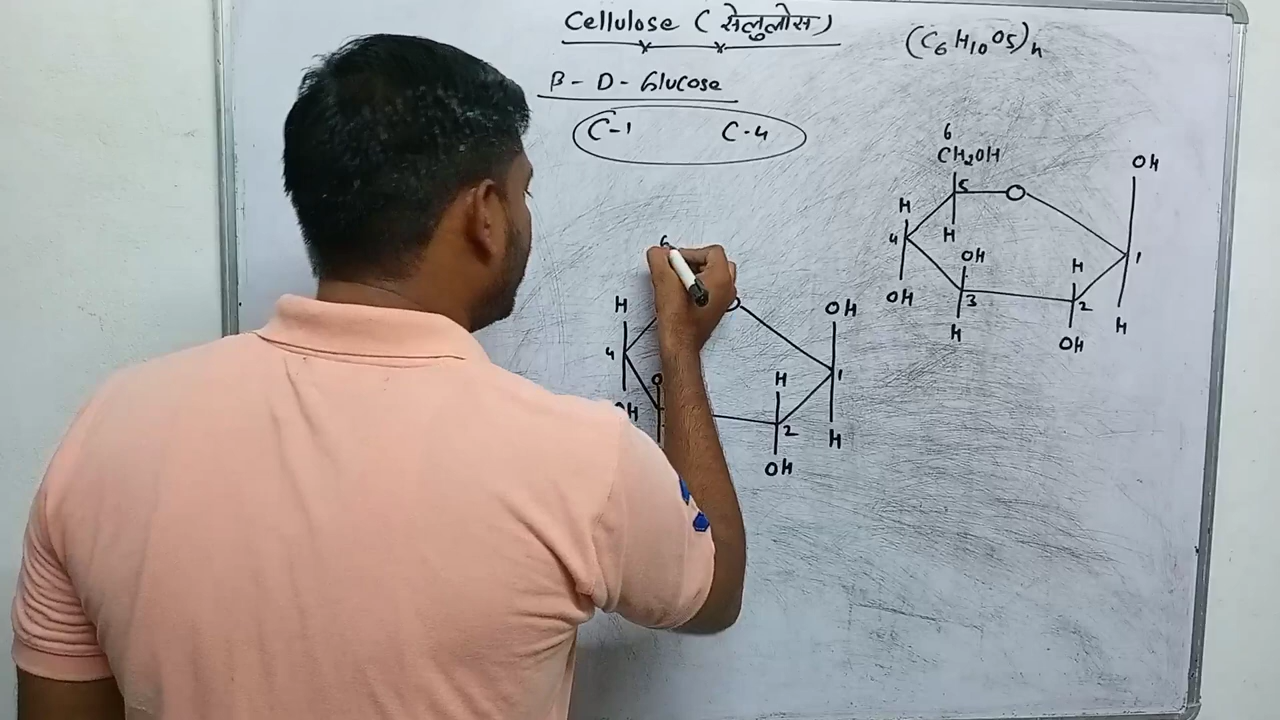 Cellulose (सेलुलोस)
(C6H10O5)n
β - D - Glucose
C-1 C-4
6
CH2OH
5 O
OH
H
4
H
OH
OH
3
H
H
2
OH
1
H
6
O
H
4
OH
O
OH
1
H
H
2
OH